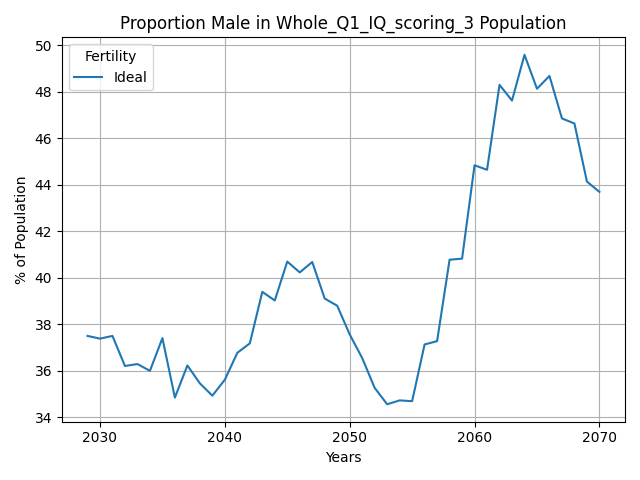 Proportion Male in Whole_Q1_IQ_scoring_3 Population
Fertility
Ideal
% of Population
50
48
46
44
42
40
38
36
34
2030 2040 2050 2060 2070
Years